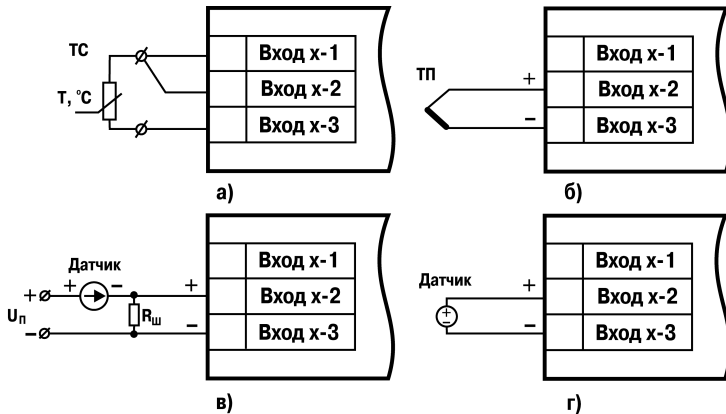 ТС
T, °C
Вход x-1
Вход x-2
Вход x-3
а)
ТП
+
–
Вход x-1
Вход x-2
Вход x-3
б)
Датчик
+ + – +
Uп
Rш
– –
Вход x-1
Вход x-2
Вход x-3
в)
Датчик
+
–
+
–
Вход x-1
Вход x-2
Вход x-3
г)